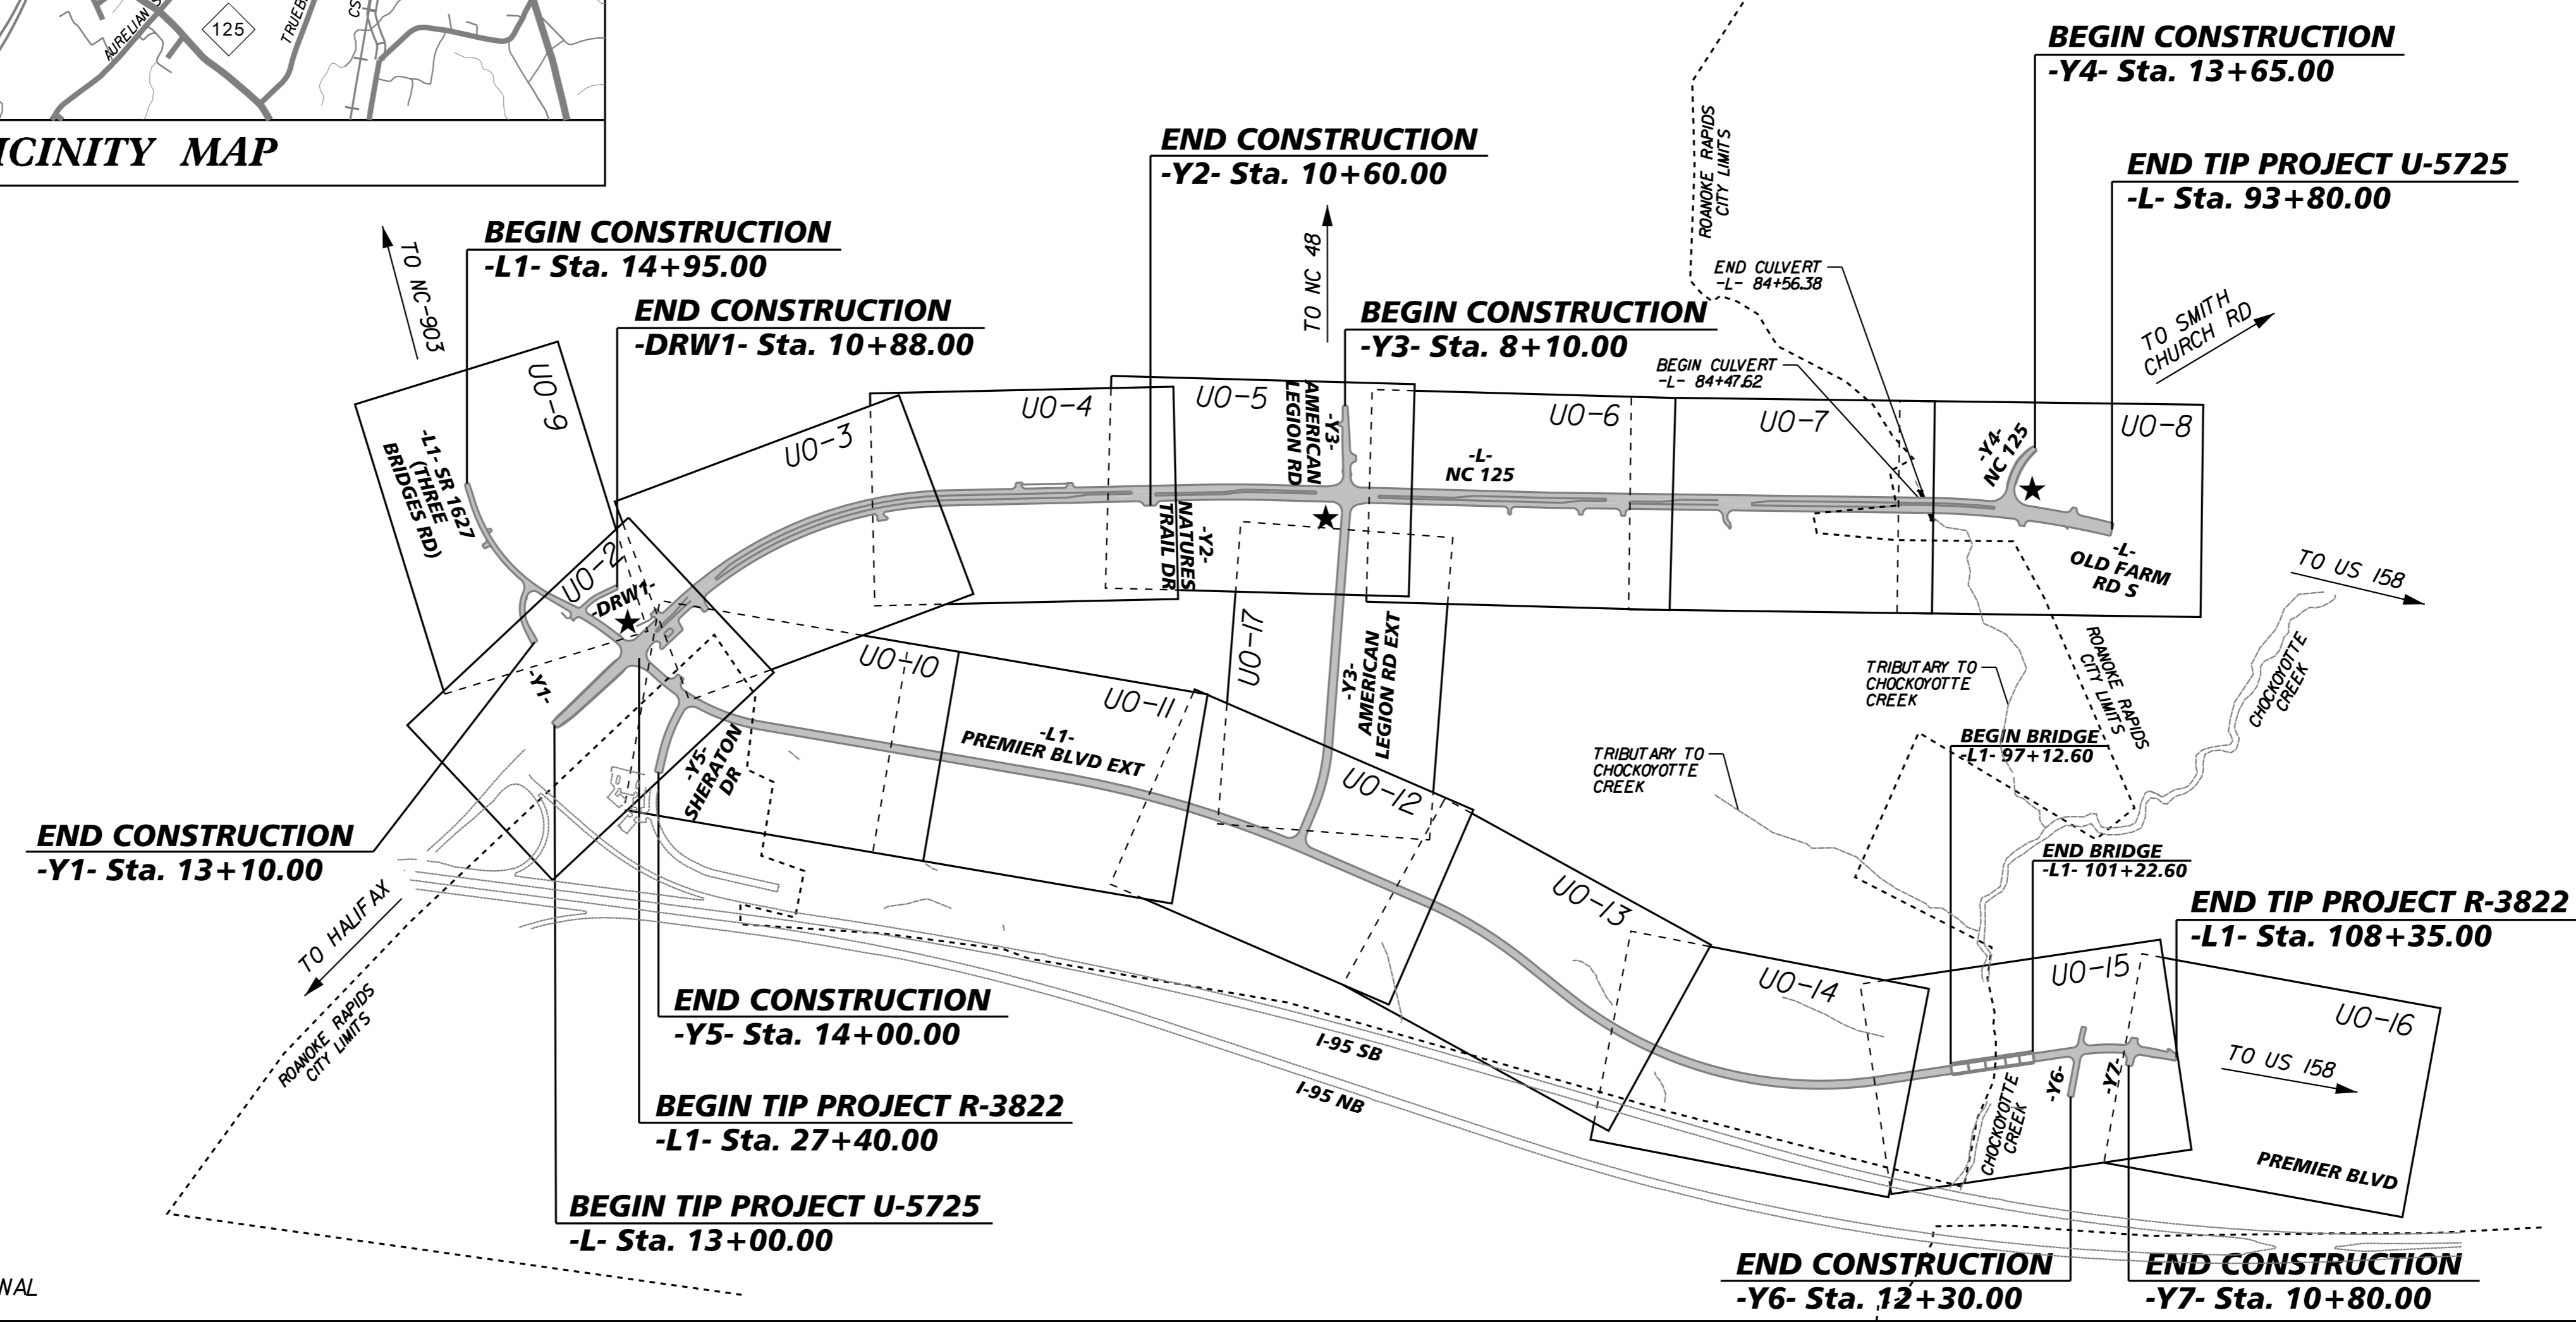 AURELIAN
125
VICINITY MAP
BEGIN CONSTRUCTION
-Y4- Sta. 13+65.00
END TIP PROJECT U-5725
-L- Sta. 93+80.00
END CONSTRUCTION
-Y2- Sta. 10+60.00
BEGIN CONSTRUCTION
-L1- Sta. 14+95.00
END CONSTRUCTION
-DRW1- Sta. 10+88.00
BEGIN CONSTRUCTION
-Y3- Sta. 8+10.00
TO NC-903
TO NC 48
ROANOKE RAPIDS
CITY LIMITS
END CULVERT
-L- 84+56.38
BEGIN CULVERT
-L- 84+47.62
TO SMITH
CHURCH RD
UO-9
UO-2
UO-3
UO-4
UO-5
UO-6
UO-7
UO-8
-L1- SR 1627
(THREE
BRIDGES RD)
-DRW1-
-Y1-
-Y2-
NATURES
TRAIL DR
-Y3-
AMERICAN
LEGION RD
-L-
NC 125
-Y4-
NC 125
-L-
OLD FARM
RD S
TO US 158
UO-10
UO-11
UO-17
UO-12
-Y3-
AMERICAN
LEGION RD EXT
-L1-
PREMIER BLVD EXT
-Y5-
SHERATON
DR
TRIBUTARY TO
CHOCKOYOTTE
CREEK
TRIBUTARY TO
CHOCKOYOTTE
CREEK
ROANOKE RAPIDS
CITY LIMITS
CHOCKOYOTTE
CREEK
BEGIN BRIDGE
-L1- 97+12.60
END BRIDGE
-L1- 101+22.60
END CONSTRUCTION
-Y1- Sta. 13+10.00
TO HALIFAX
ROANOKE RAPIDS
CITY LIMITS
END TIP PROJECT R-3822
-L1- Sta. 108+35.00
UO-13
UO-14
UO-15
UO-16
END CONSTRUCTION
-Y5- Sta. 14+00.00
I-95 SB
I-95 NB
CHOCKOYOTTE
CREEK
-Y6-
-Y7-
TO US 158
PREMIER BLVD
BEGIN TIP PROJECT R-3822
-L1- Sta. 27+40.00
BEGIN TIP PROJECT U-5725
-L- Sta. 13+00.00
END CONSTRUCTION
-Y6- Sta. 12+30.00
END CONSTRUCTION
-Y7- Sta. 10+80.00